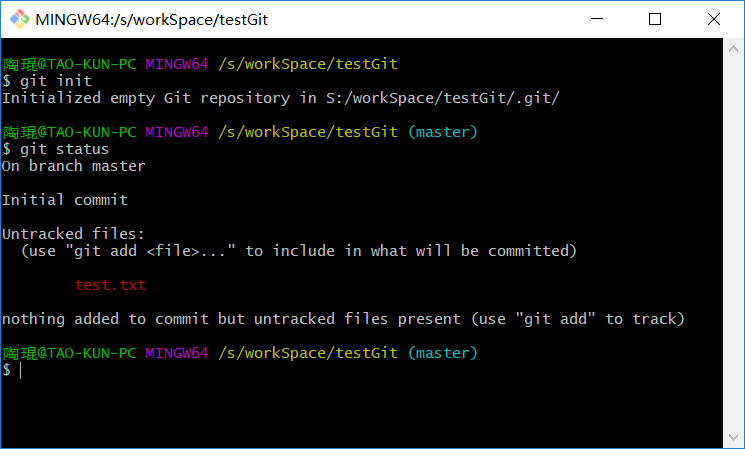 MINGW64:/s/workSpace/testGit
陶琨@TAO-KUN-PC MINGW64 /s/workSpace/testGit
$ git init
Initialized empty Git repository in S:/workSpace/testGit/.git/
陶琨@TAO-KUN-PC MINGW64 /s/workSpace/testGit (master)
$ git status
On branch master
Initial commit
Untracked files:
(use "git add <file>..." to include in what will be committed)
test.txt
nothing added to commit but untracked files present (use "git add" to track)
陶琨@TAO-KUN-PC MINGW64 /s/workSpace/testGit (master)
$